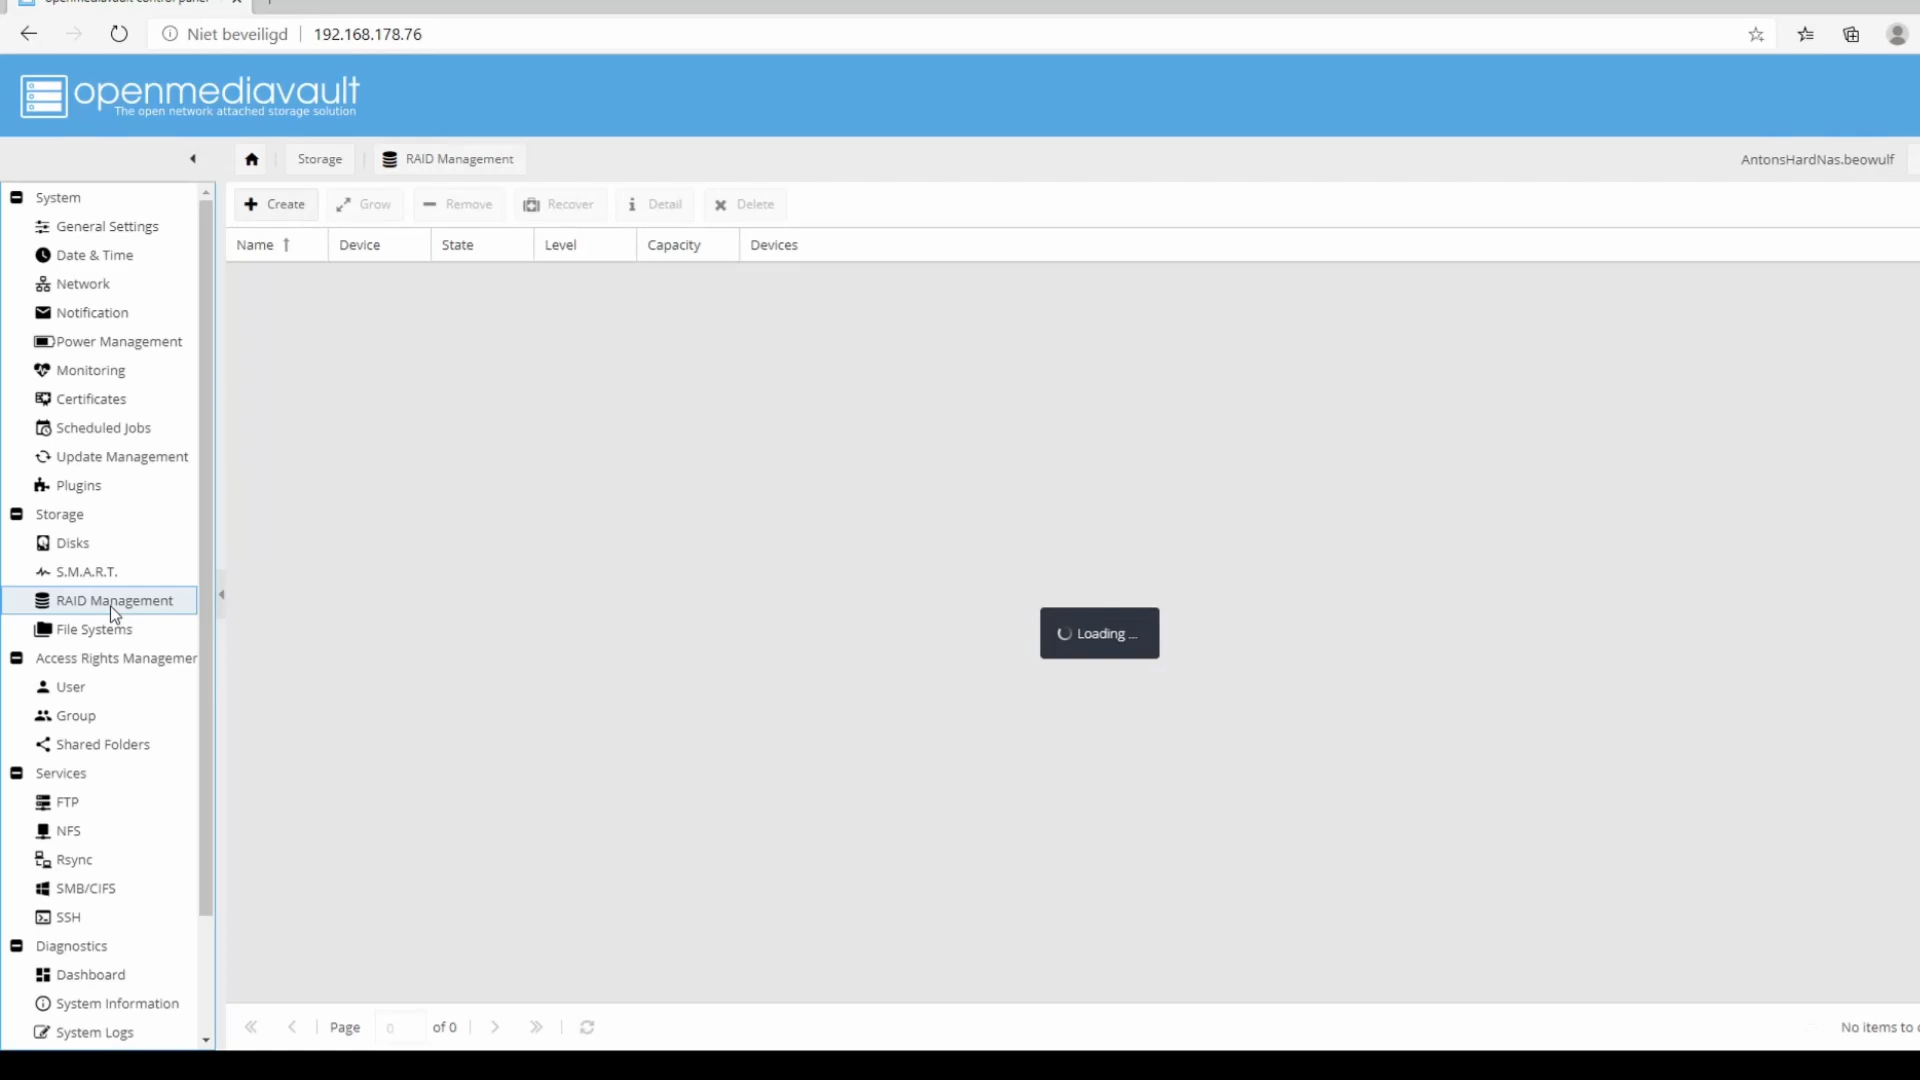 openmediavault control panel
Niet beveiligd
192.168.178.76
openmediavault
The open network attached storage solution
Storage
RAID Management
AntonsHardNas.beowulf
System
General Settings
Date & Time
Network
Notification
Power Management
Monitoring
Certificates
Scheduled Jobs
Update Management
Plugins
Storage
Disks
S.M.A.R.T.
RAID Management
File Systems
Access Rights Managemen
User
Group
Shared Folders
Services
FTP
NFS
Rsync
SMB/CIFS
SSH
Diagnostics
Dashboard
System Information
System Logs
Create
Grow
Remove
Recover
Detail
Delete
Name
Device
State
Level
Capacity
Devices
Loading ...
Page
0
of 0
No items to